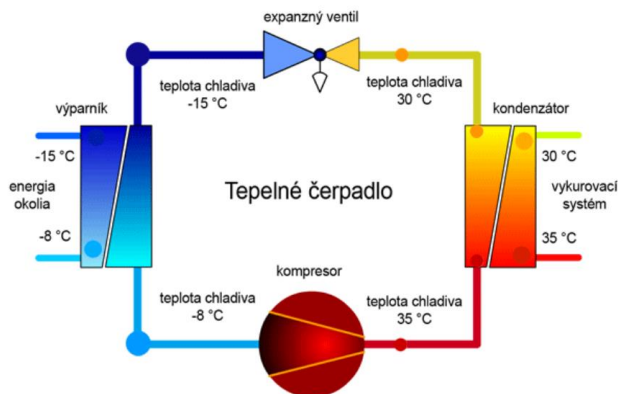 expanzný ventil
teplota chladiva
-15 °C
teplota chladiva
30 °C
výparník
kondenzátor
-15 °C
30 °C
energia
okolia
Tepelné čerpadlo
vykurovací
systém
-8 °C
35 °C
kompresor
teplota chladiva
-8 °C
teplota chladiva
35 °C